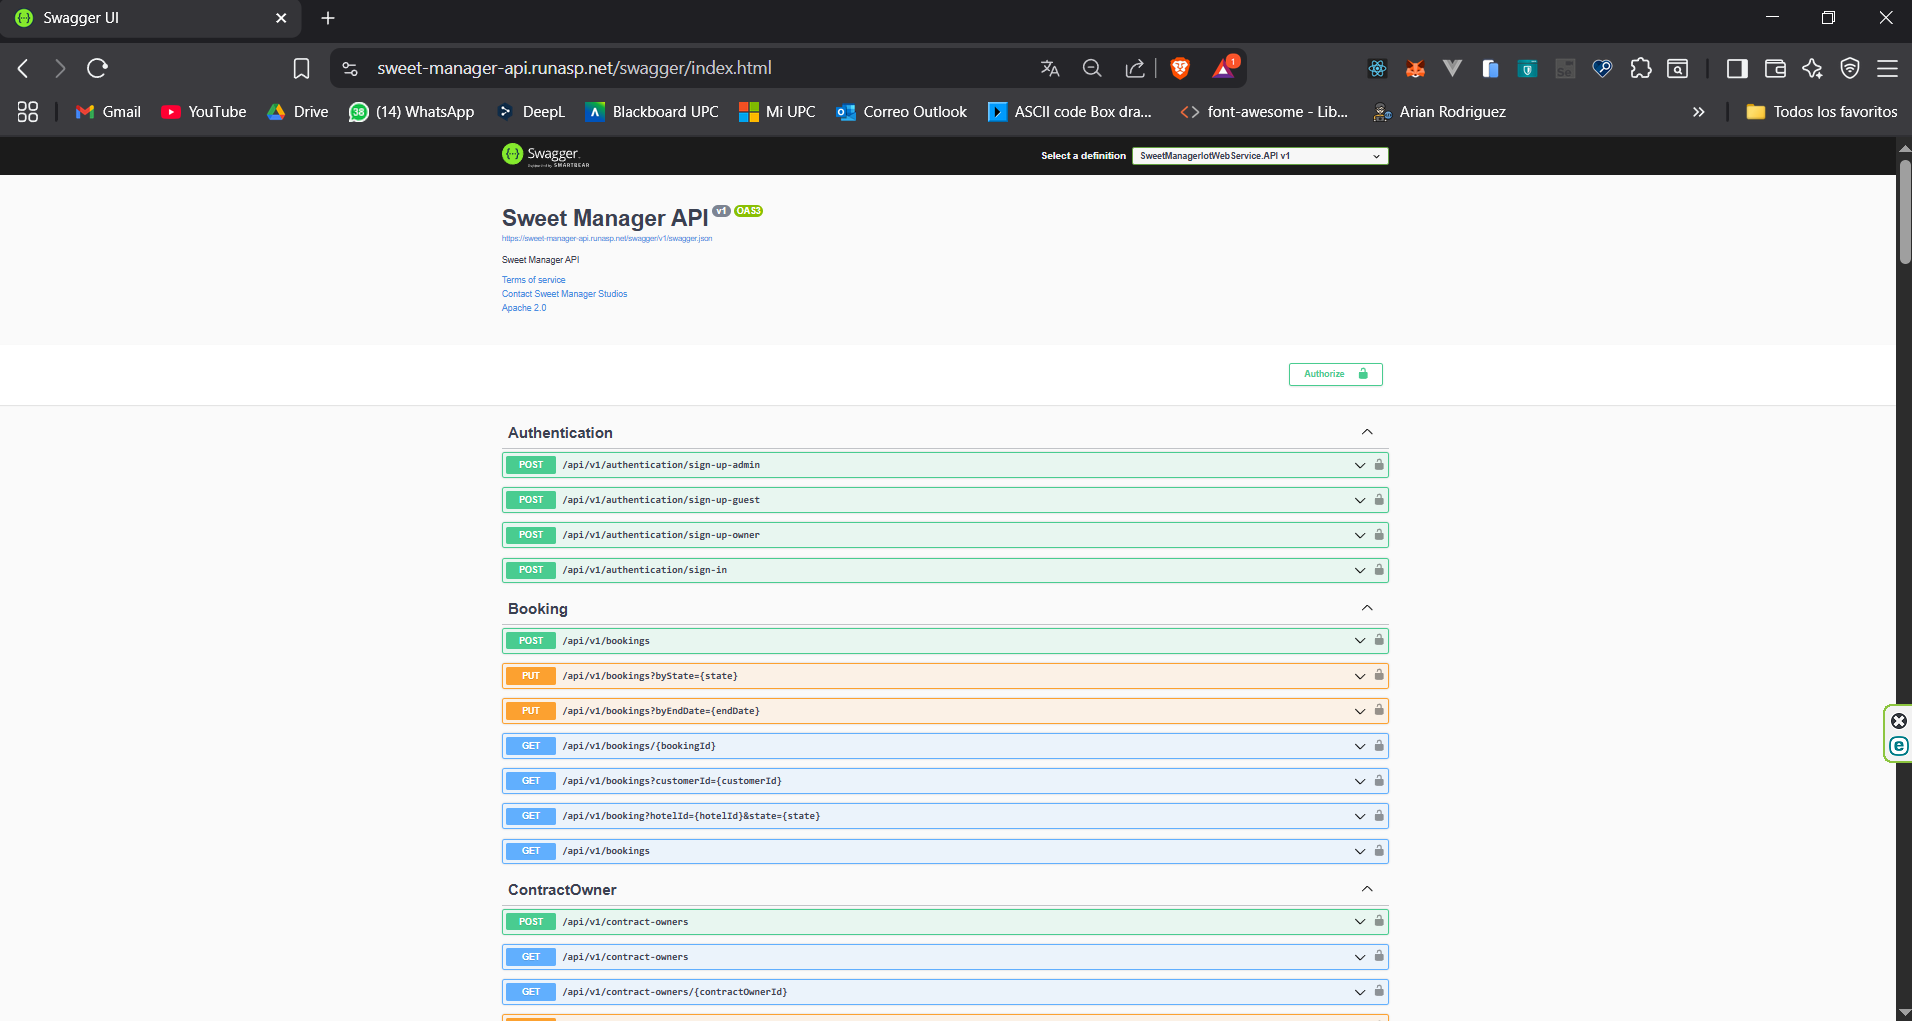 Swagger UI
sweet-manager-api.runasp.net/swagger/index.html
1
Gmail
YouTube
Drive
38
(14) WhatsApp
DeepL
Blackboard UPC
Mi UPC
Correo Outlook
ASCII code Box dra...
font-awesome - Lib...
Arian Rodriguez
Todos los favoritos
Swagger.
Supported by SMARTBEAR
Select a definition
SweetManagerIotWebService.API v1
Sweet Manager API
v1
OAS3
https://sweet-manager-api.runasp.net/swagger/v1/swagger.json
Sweet Manager API
Terms of service
Contact Sweet Manager Studios
Apache 2.0
Authorize
Authentication
POST /api/v1/authentication/sign-up-admin
POST /api/v1/authentication/sign-up-guest
POST /api/v1/authentication/sign-up-owner
POST /api/v1/authentication/sign-in
Booking
POST /api/v1/bookings
PUT /api/v1/bookings?byState={state}
PUT /api/v1/bookings?byEndDate={endDate}
GET /api/v1/bookings/{bookingId}
GET /api/v1/bookings?customerId={customerId}
GET /api/v1/booking?hotelId={hotelId}&state={state}
GET /api/v1/bookings
ContractOwner
POST /api/v1/contract-owners
GET /api/v1/contract-owners
GET /api/v1/contract-owners/{contractOwnerId}